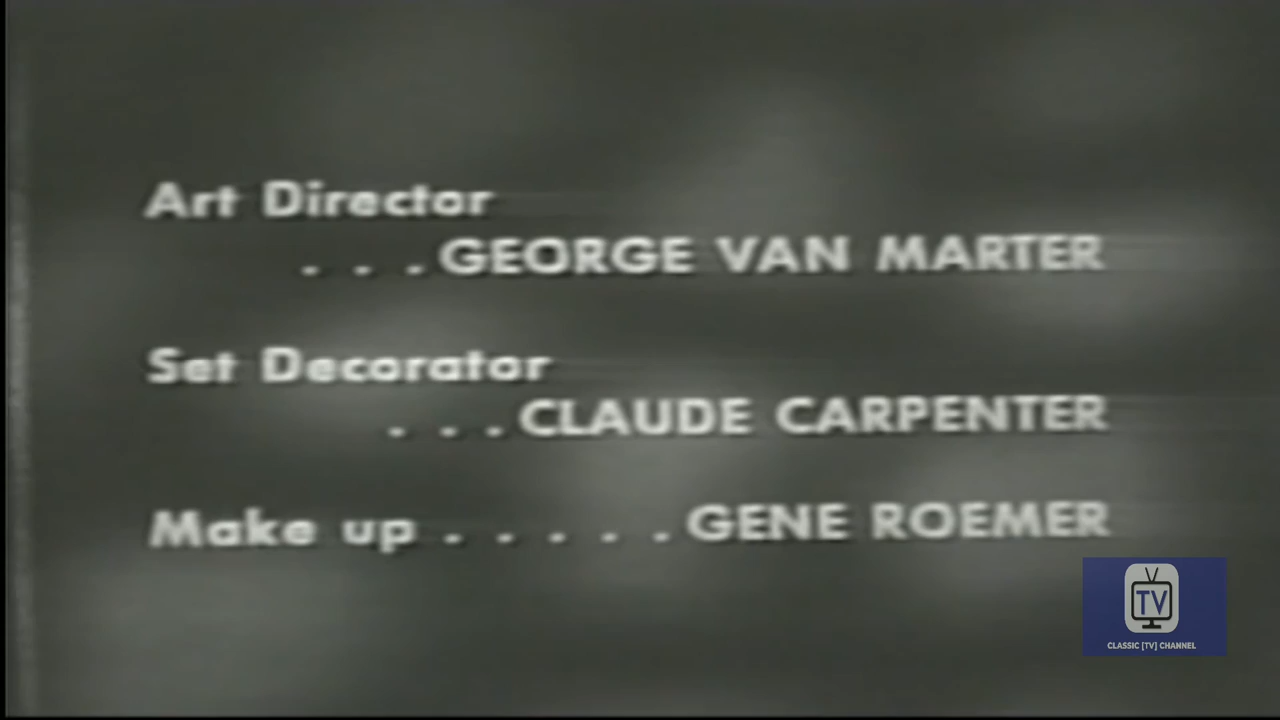 Art Director
. . . GEORGE VAN MARTER
Set Decorator
. . . CLAUDE CARPENTER
Make up . . . . . GENE ROEMER
TV
CLASSIC [TV] CHANNEL